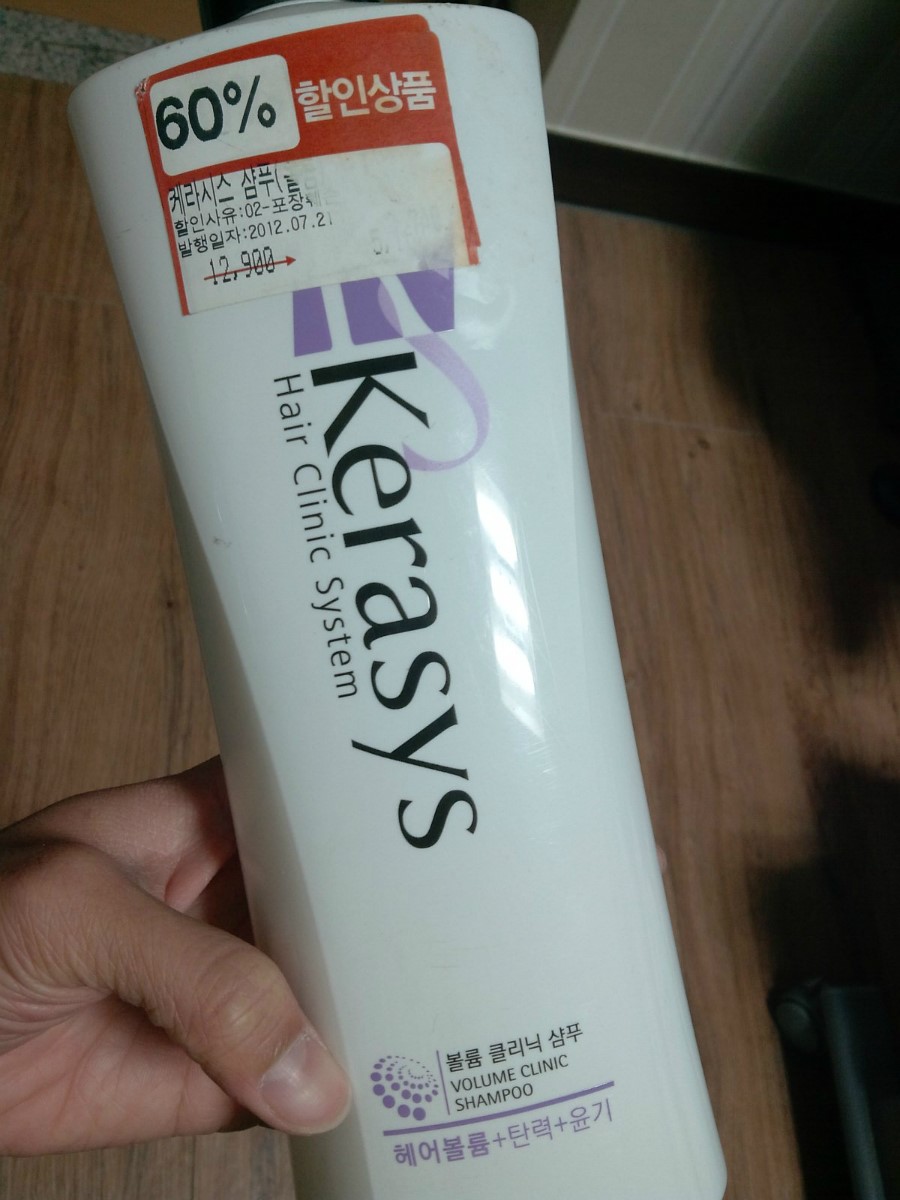 60% 할인상품
케라시스 샴푸(
할인사유:02-포장
발행일자:2012.07.21
12,900
Kerasys
Hair Clinic System
볼륨 클리닉 샴푸
VOLUME CLINIC
SHAMPOO
헤어볼륨+탄력+윤기